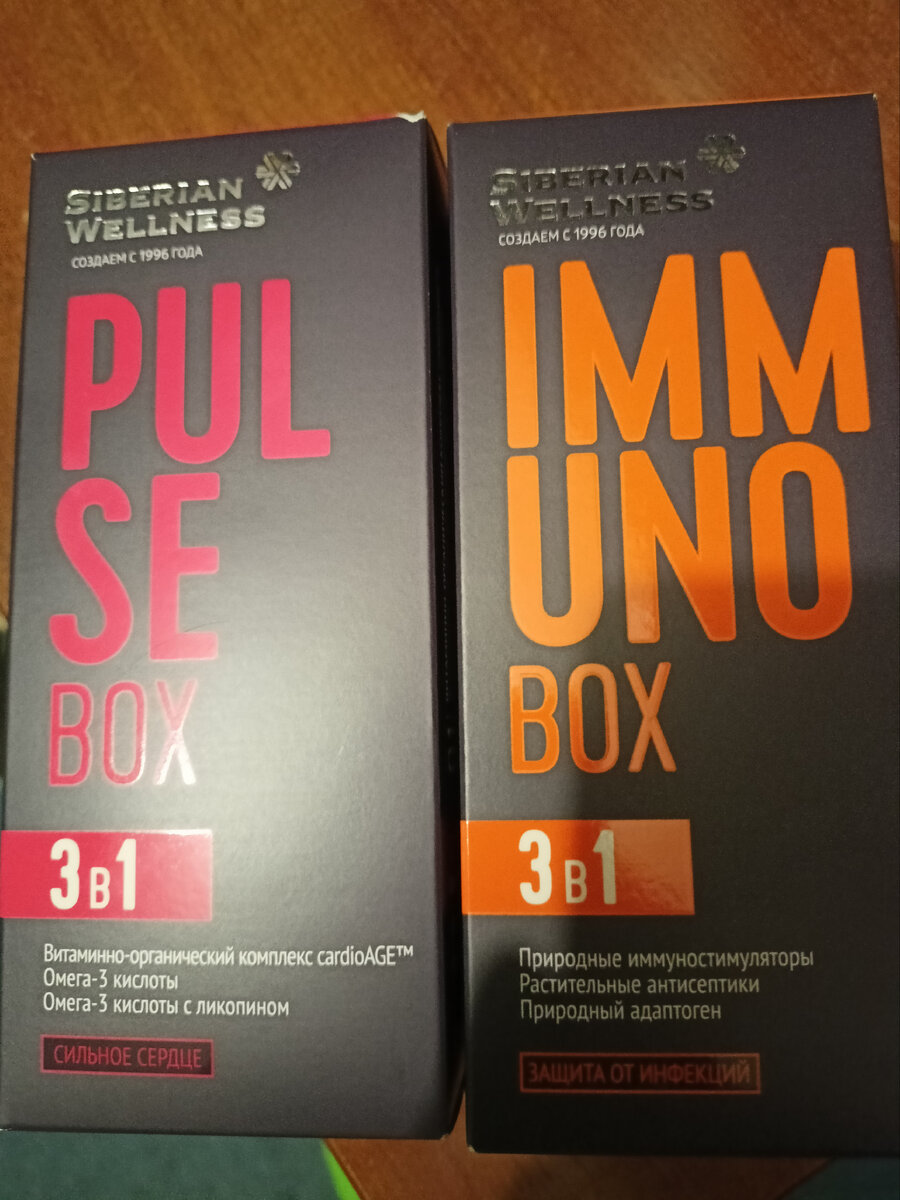 SIBERIAN
WELLNESS
СОЗДАЕМ С 1996 ГОДА
PUL
SE
BOX
3 в 1
Витаминно-органический комплекс cardioAGE™
Омега-3 кислоты
Омега-3 кислоты с ликопином
СИЛЬНОЕ СЕРДЦЕ
SIBERIAN
WELLNESS
СОЗДАЕМ С 1996 ГОДА
IMM
UNO
BOX
3 в 1
Природные иммуностимуляторы
Растительные антисептики
Природный адаптоген
ЗАЩИТА ОТ ИНФЕКЦИЙ